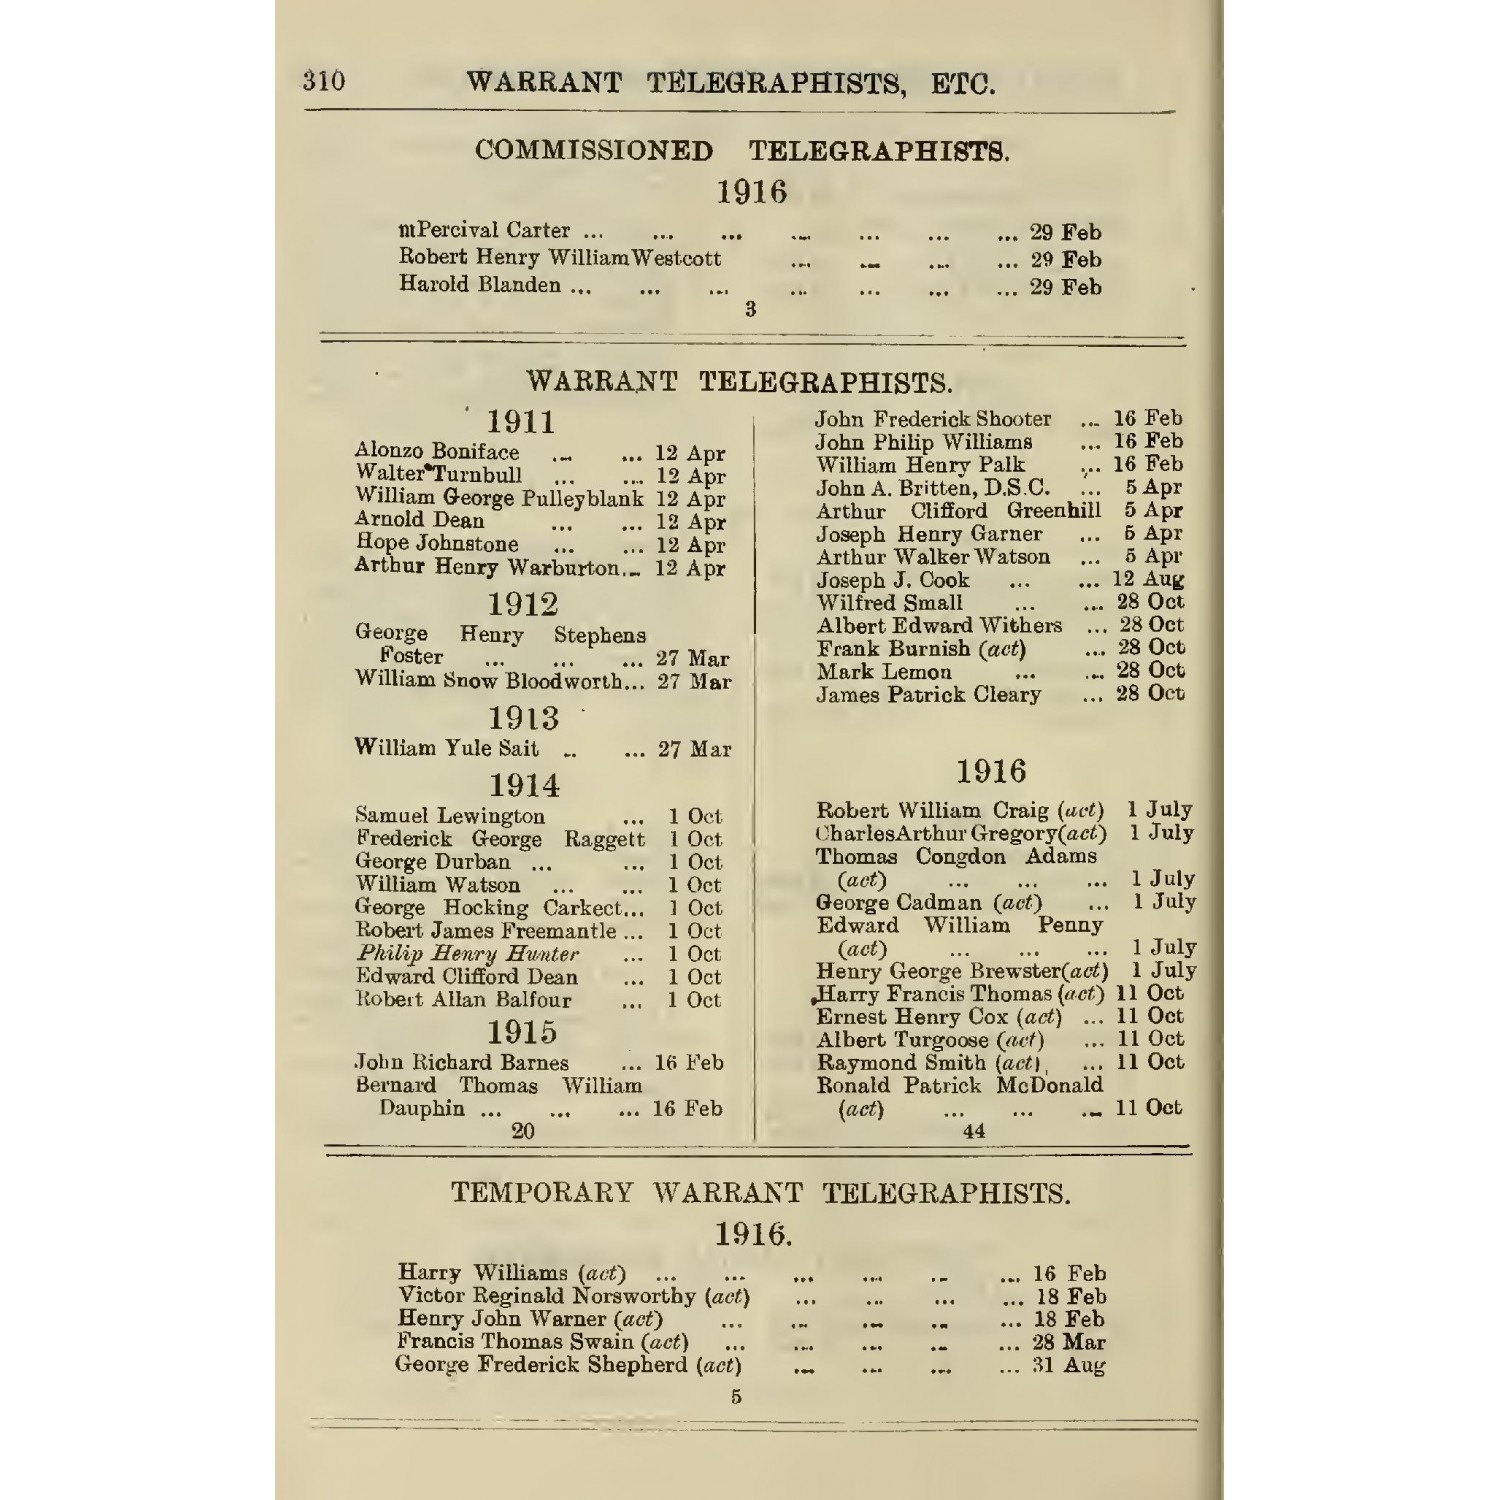 310 WARRANT TELEGRAPHISTS, ETC.
COMMISSIONED TELEGRAPHISTS.
1916
mPercival Carter ... ... ... ... ... ... ... 29 Feb
Robert Henry William Westcott ... ... ... ... 29 Feb
Harold Blanden ... ... ... ... ... ... ... 29 Feb
3
WARRANT TELEGRAPHISTS.
1911
Alonzo Boniface ... ... 12 Apr
Walter Turnbull ... ... 12 Apr
William George Pulleyblank 12 Apr
Arnold Dean ... ... 12 Apr
Hope Johnstone ... ... 12 Apr
Arthur Henry Warburton... 12 Apr
1912
George Henry Stephens
Foster ... ... ... 27 Mar
William Snow Bloodworth... 27 Mar
1913
William Yule Sait .. ... 27 Mar
1914
Samuel Lewington ... 1 Oct
Frederick George Raggett 1 Oct
George Durban ... ... 1 Oct
William Watson ... ... 1 Oct
George Hocking Carkect... 1 Oct
Robert James Freemantle ... 1 Oct
Philip Henry Hunter ... 1 Oct
Edward Clifford Dean ... 1 Oct
Robert Allan Balfour ... 1 Oct
1915
John Richard Barnes ... 16 Feb
Bernard Thomas William
Dauphin ... ... ... 16 Feb
20
John Frederick Shooter ... 16 Feb
John Philip Williams ... 16 Feb
William Henry Palk ... 16 Feb
John A. Britten, D.S.C. ... 5 Apr
Arthur Clifford Greenhill 5 Apr
Joseph Henry Garner ... 5 Apr
Arthur Walker Watson ... 5 Apr
Joseph J. Cook ... ... 12 Aug
Wilfred Small ... ... 28 Oct
Albert Edward Withers ... 28 Oct
Frank Burnish (act) ... 28 Oct
Mark Lemon ... ... 28 Oct
James Patrick Cleary ... 28 Oct
1916
Robert William Craig (act) 1 July
Charles Arthur Gregory (act) 1 July
Thomas Congdon Adams
(act) ... ... ... 1 July
George Cadman (act) ... 1 July
Edward William Penny
(act) ... ... ... 1 July
Henry George Brewster (act) 1 July
Harry Francis Thomas (act) 11 Oct
Ernest Henry Cox (act) ... 11 Oct
Albert Turgoose (act) ... 11 Oct
Raymond Smith (act) ... 11 Oct
Ronald Patrick McDonald
(act) ... ... ... 11 Oct
44
TEMPORARY WARRANT TELEGRAPHISTS.
1916.
Harry Williams (act) ... ... ... ... .. ... 16 Feb
Victor Reginald Norsworthy (act) ... ... ... ... 18 Feb
Henry John Warner (act) ... ... ... .. ... 18 Feb
Francis Thomas Swain (act) ... ... ... .. ... 28 Mar
George Frederick Shepherd (act) ... ... ... ... 31 Aug
5